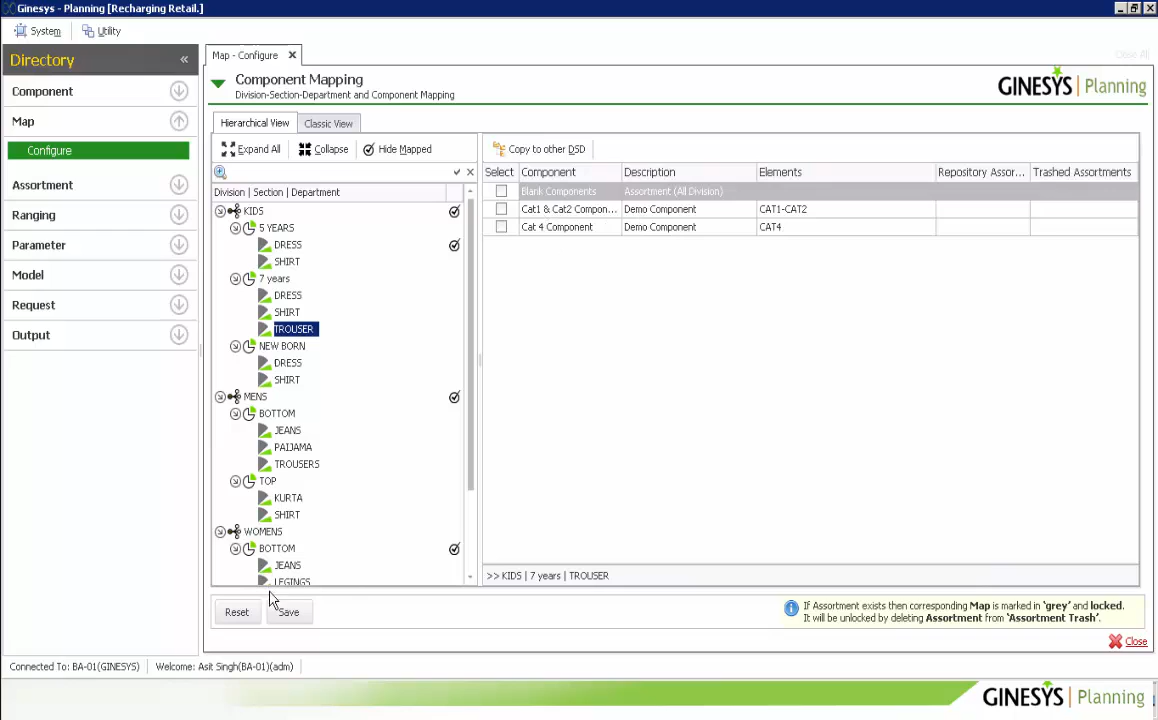 Ginesys - Planning [Recharging Retail.]
System
Utility
Directory
«
Component
Map
Configure
Assortment
Ranging
Parameter
Model
Request
Output
Map - Configure
Close All
Component Mapping
Division-Section-Department and Component Mapping
GINESYS | Planning
Hierarchical View
Classic View
Expand All
Collapse
Hide Mapped
Division | Section | Department
KIDS
5 YEARS
DRESS
SHIRT
7 years
DRESS
SHIRT
TROUSER
NEW BORN
DRESS
SHIRT
MENS
BOTTOM
JEANS
PAIJAMA
TROUSERS
TOP
KURTA
SHIRT
WOMENS
BOTTOM
JEANS
LEGINGS
Copy to other DSD
Select Component Description Elements Repository Assor... Trashed Assortments
Blank Components Assortment (All Division)
Cat1 & Cat2 Compon... Demo Component CAT1-CAT2
Cat 4 Component Demo Component CAT4
>> KIDS | 7 years | TROUSER
Reset
Save
If Assortment exists then corresponding Map is marked in 'grey' and locked.
It will be unlocked by deleting Assortment from 'Assortment Trash'.
Close
Connected To: BA-01(GINESYS)
Welcome: Asit Singh(BA-01)(adm)
GINESYS | Planning